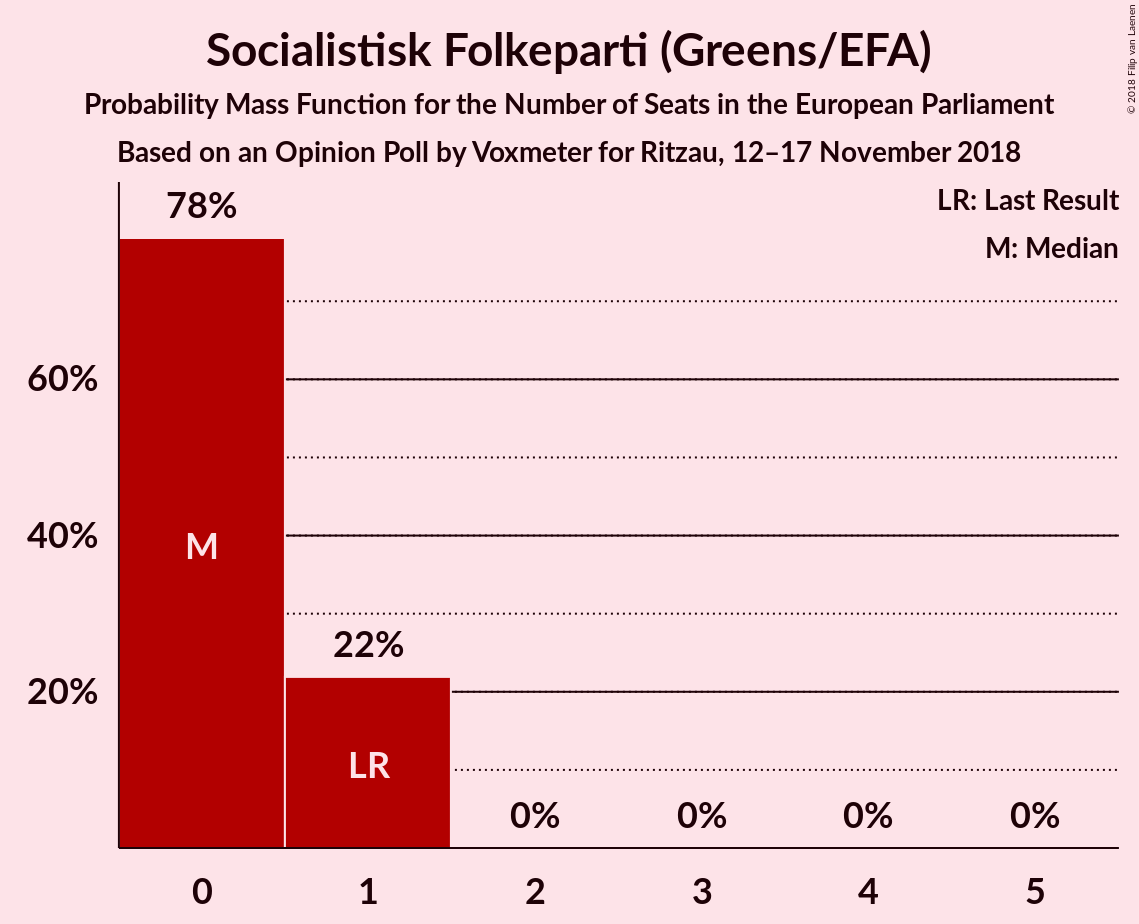 Socialistisk Folkeparti (Greens/EFA)
Probability Mass Function for the Number of Seats in the European Parliament
Based on an Opinion Poll by Voxmeter for Ritzau, 12–17 November 2018
© 2018 Filip van Laenen
LR: Last Result
M: Median
78%
60%
40%
M
22%
20%
LR
0% 0% 0% 0%
0 1 2 3 4 5